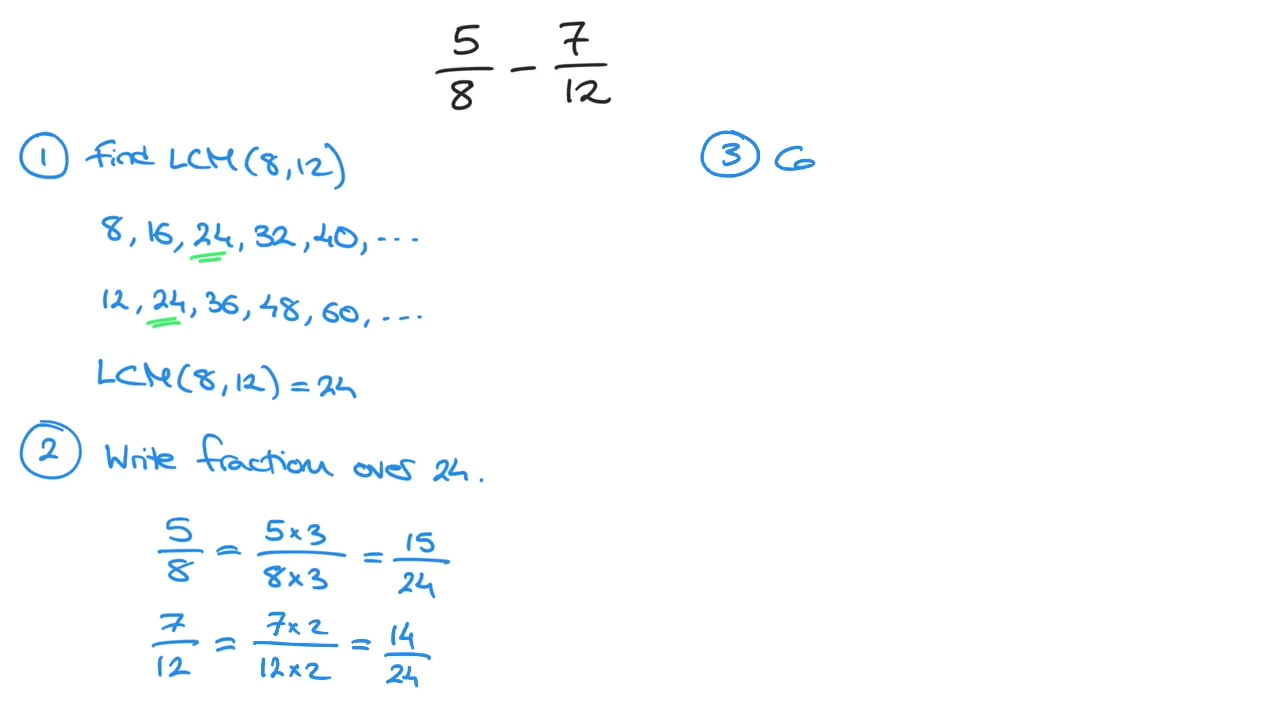 5/8 - 7/12
1 find LCM(8,12)
8, 16, 24, 32, 40, ...
12, 24, 36, 48, 60, ...
LCM(8,12) = 24
2 Write fraction over 24.
5/8 = 5×3/8×3 = 15/24
7/12 = 7×2/12×2 = 14/24
3 Co